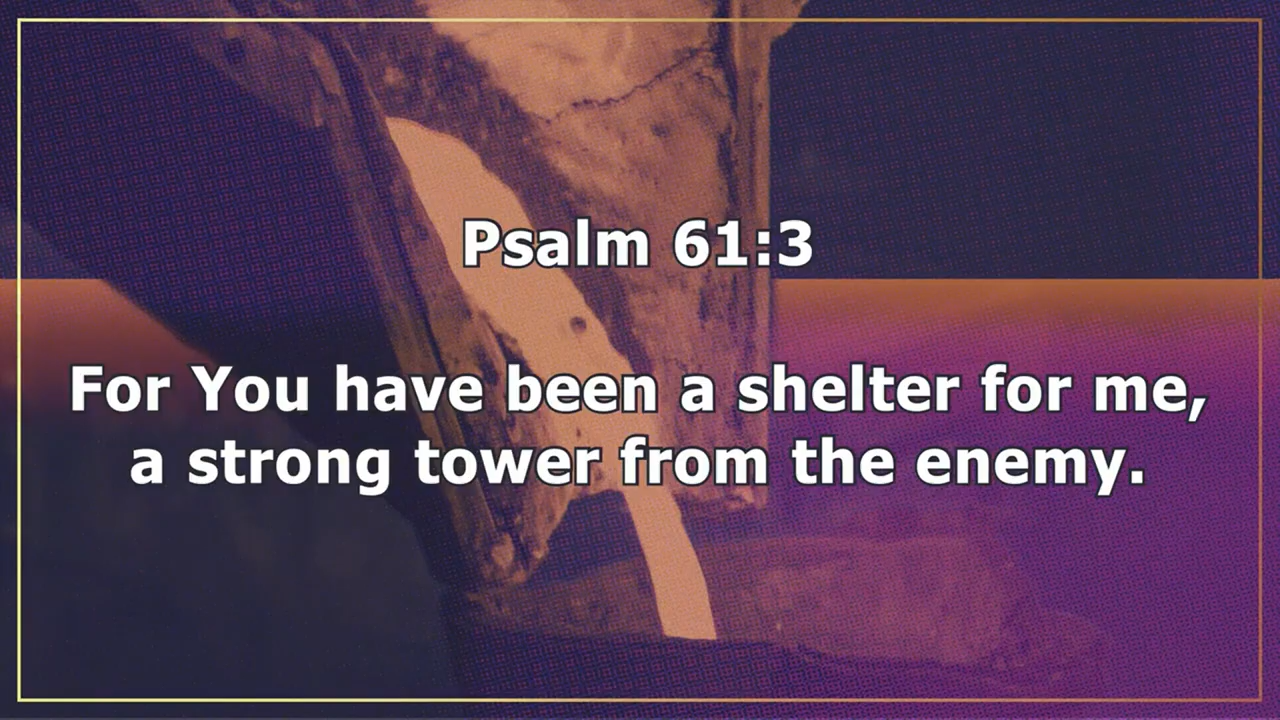 Psalm 61:3
For You have been a shelter for me,
a strong tower from the enemy.